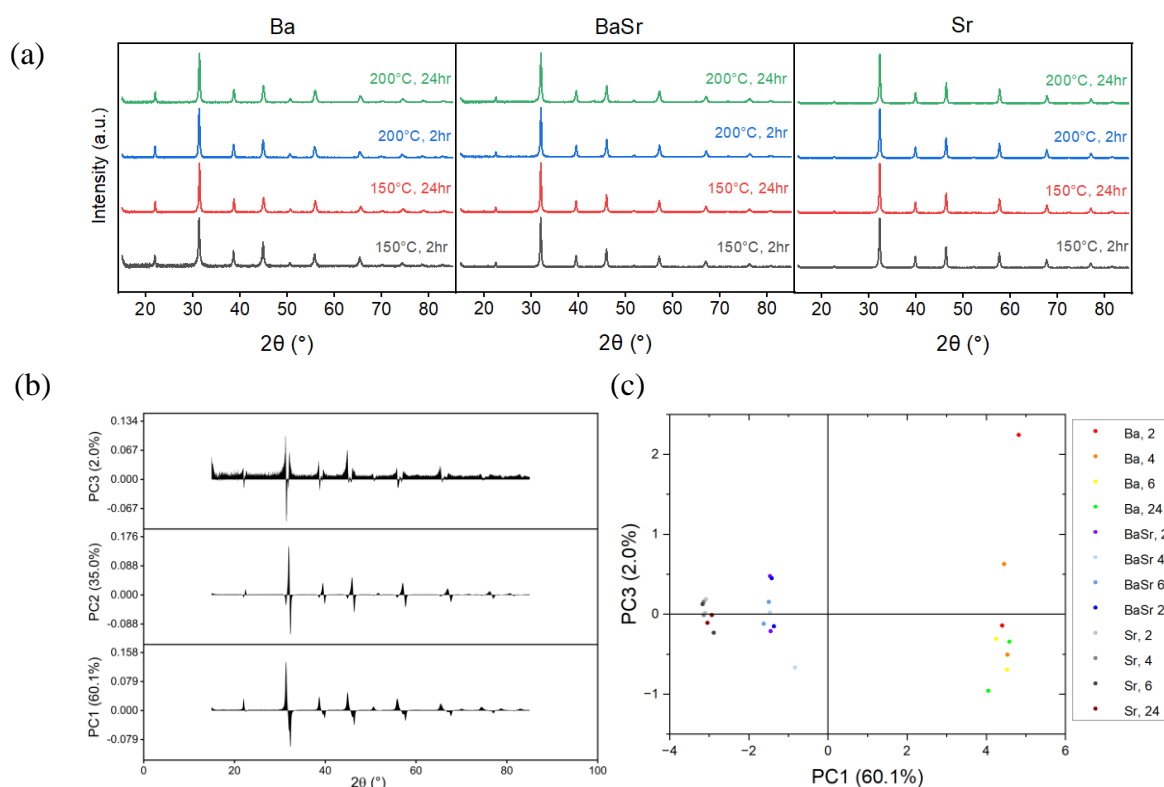 (a)
Ba BaSr Sr
Intensity (a.u.)
200°C, 24hr 200°C, 24hr 200°C, 24hr
200°C, 2hr 200°C, 2hr 200°C, 2hr
150°C, 24hr 150°C, 24hr 150°C, 24hr
150°C, 2hr 150°C, 2hr 150°C, 2hr
20 30 40 50 60 70 80 20 30 40 50 60 70 80 20 30 40 50 60 70 80
2θ (°) 2θ (°) 2θ (°)
(b)
PC3 (2.0%)
0.134
0.067
0.000
-0.067
PC2 (35.0%)
0.176
0.088
0.000
-0.088
PC1 (60.1%)
0.158
0.079
0.000
-0.079
0 20 40 60 80 100
2θ (°)
(c)
PC3 (2.0%)
2
1
0
-1
-4 -2 0 2 4 6
PC1 (60.1%)
Ba, 2
Ba, 4
Ba, 6
Ba, 24
BaSr, 2
BaSr 4
BaSr 6
BaSr 2
Sr, 2
Sr, 4
Sr, 6
Sr, 24